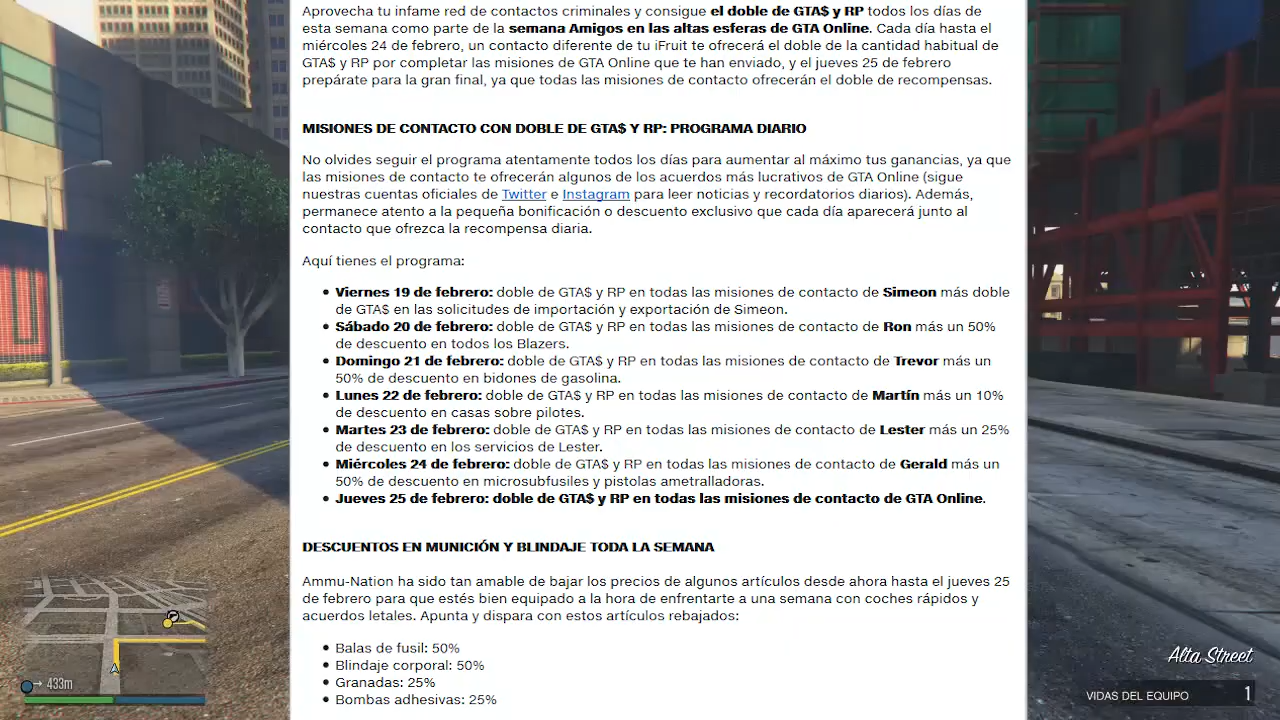 Aprovecha tu infame red de contactos criminales y consigue el doble de GTA$ y RP todos los días de
esta semana como parte de la semana Amigos en las altas esferas de GTA Online. Cada día hasta el
miércoles 24 de febrero, un contacto diferente de tu iFruit te ofrecerá el doble de la cantidad habitual de
GTA$ y RP por completar las misiones de GTA Online que te han enviado, y el jueves 25 de febrero
prepárate para la gran final, ya que todas las misiones de contacto ofrecerán el doble de recompensas.
MISIONES DE CONTACTO CON DOBLE DE GTA$ Y RP: PROGRAMA DIARIO
No olvides seguir el programa atentamente todos los días para aumentar al máximo tus ganancias, ya que
las misiones de contacto te ofrecerán algunos de los acuerdos más lucrativos de GTA Online (sigue
nuestras cuentas oficiales de Twitter e Instagram para leer noticias y recordatorios diarios). Además,
permanece atento a la pequeña bonificación o descuento exclusivo que cada día aparecerá junto al
contacto que ofrezca la recompensa diaria.
Aquí tienes el programa:
• Viernes 19 de febrero: doble de GTA$ y RP en todas las misiones de contacto de Simeon más doble
de GTA$ en las solicitudes de importación y exportación de Simeon.
• Sábado 20 de febrero: doble de GTA$ y RP en todas las misiones de contacto de Ron más un 50%
de descuento en todos los Blazers.
• Domingo 21 de febrero: doble de GTA$ y RP en todas las misiones de contacto de Trevor más un
50% de descuento en bidones de gasolina.
• Lunes 22 de febrero: doble de GTA$ y RP en todas las misiones de contacto de Martín más un 10%
de descuento en casas sobre pilotes.
• Martes 23 de febrero: doble de GTA$ y RP en todas las misiones de contacto de Lester más un 25%
de descuento en los servicios de Lester.
• Miércoles 24 de febrero: doble de GTA$ y RP en todas las misiones de contacto de Gerald más un
50% de descuento en microsubfusiles y pistolas ametralladoras.
• Jueves 25 de febrero: doble de GTA$ y RP en todas las misiones de contacto de GTA Online.
DESCUENTOS EN MUNICIÓN Y BLINDAJE TODA LA SEMANA
Ammu-Nation ha sido tan amable de bajar los precios de algunos artículos desde ahora hasta el jueves 25
de febrero para que estés bien equipado a la hora de enfrentarte a una semana con coches rápidos y
acuerdos letales. Apunta y dispara con estos artículos rebajados:
• Balas de fusil: 50%
• Blindaje corporal: 50%
• Granadas: 25%
• Bombas adhesivas: 25%
433m
Alta Street
VIDAS DEL EQUIPO 1